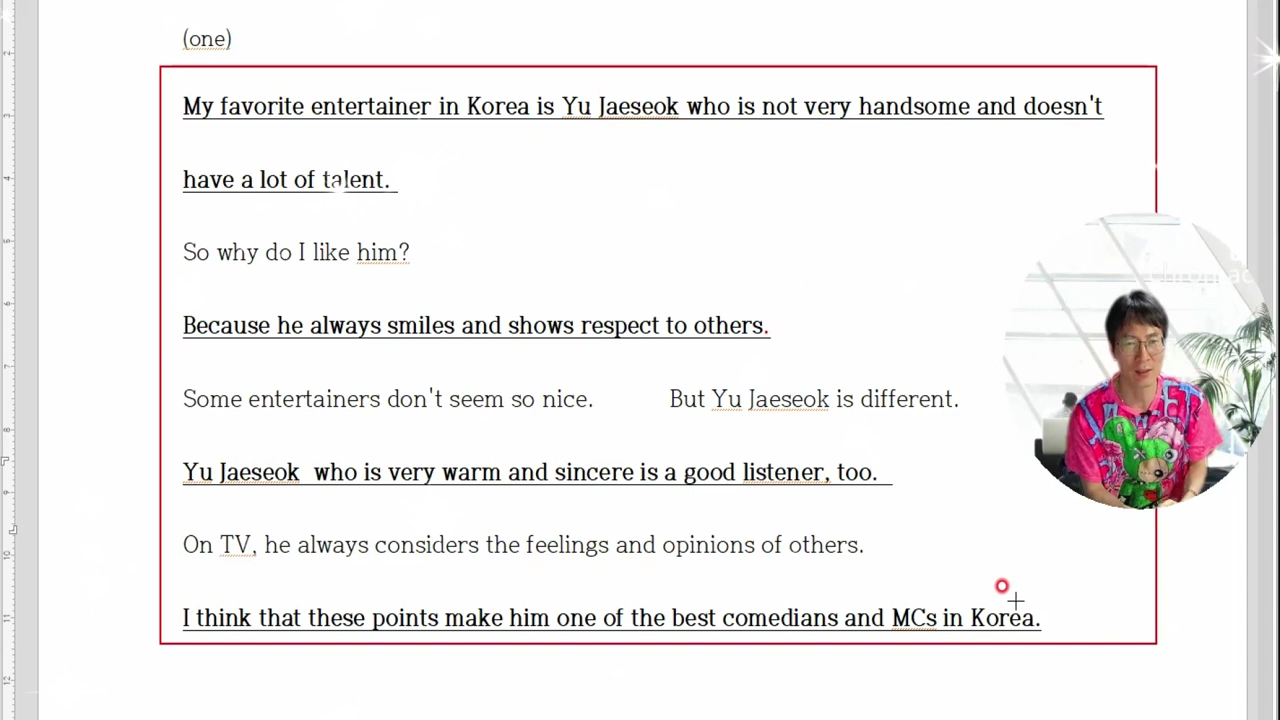 (one)
My favorite entertainer in Korea is Yu Jaeseok who is not very handsome and doesn't
have a lot of talent.
So why do I like him?
Because he always smiles and shows respect to others.
Some entertainers don't seem so nice. But Yu Jaeseok is different.
Yu Jaeseok who is very warm and sincere is a good listener, too.
On TV, he always considers the feelings and opinions of others.
I think that these points make him one of the best comedians and MCs in Korea.